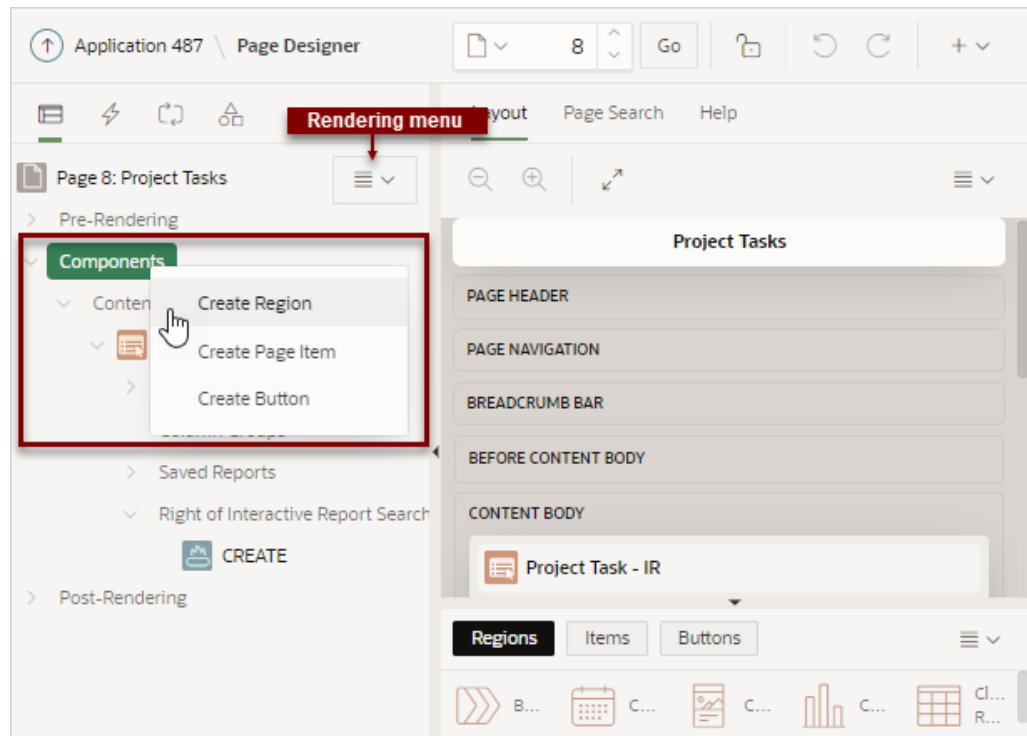 Application 487 \ Page Designer
8
Go
Rendering menu
Layout Page Search Help
Page 8: Project Tasks
Pre-Rendering
Components
Create Region
Create Page Item
Create Button
Saved Reports
Right of Interactive Report Search
CREATE
Post-Rendering
Project Tasks
PAGE HEADER
PAGE NAVIGATION
BREADCRUMB BAR
BEFORE CONTENT BODY
CONTENT BODY
Project Task - IR
Regions Items Buttons
B... C... C... C... Cl...
R...